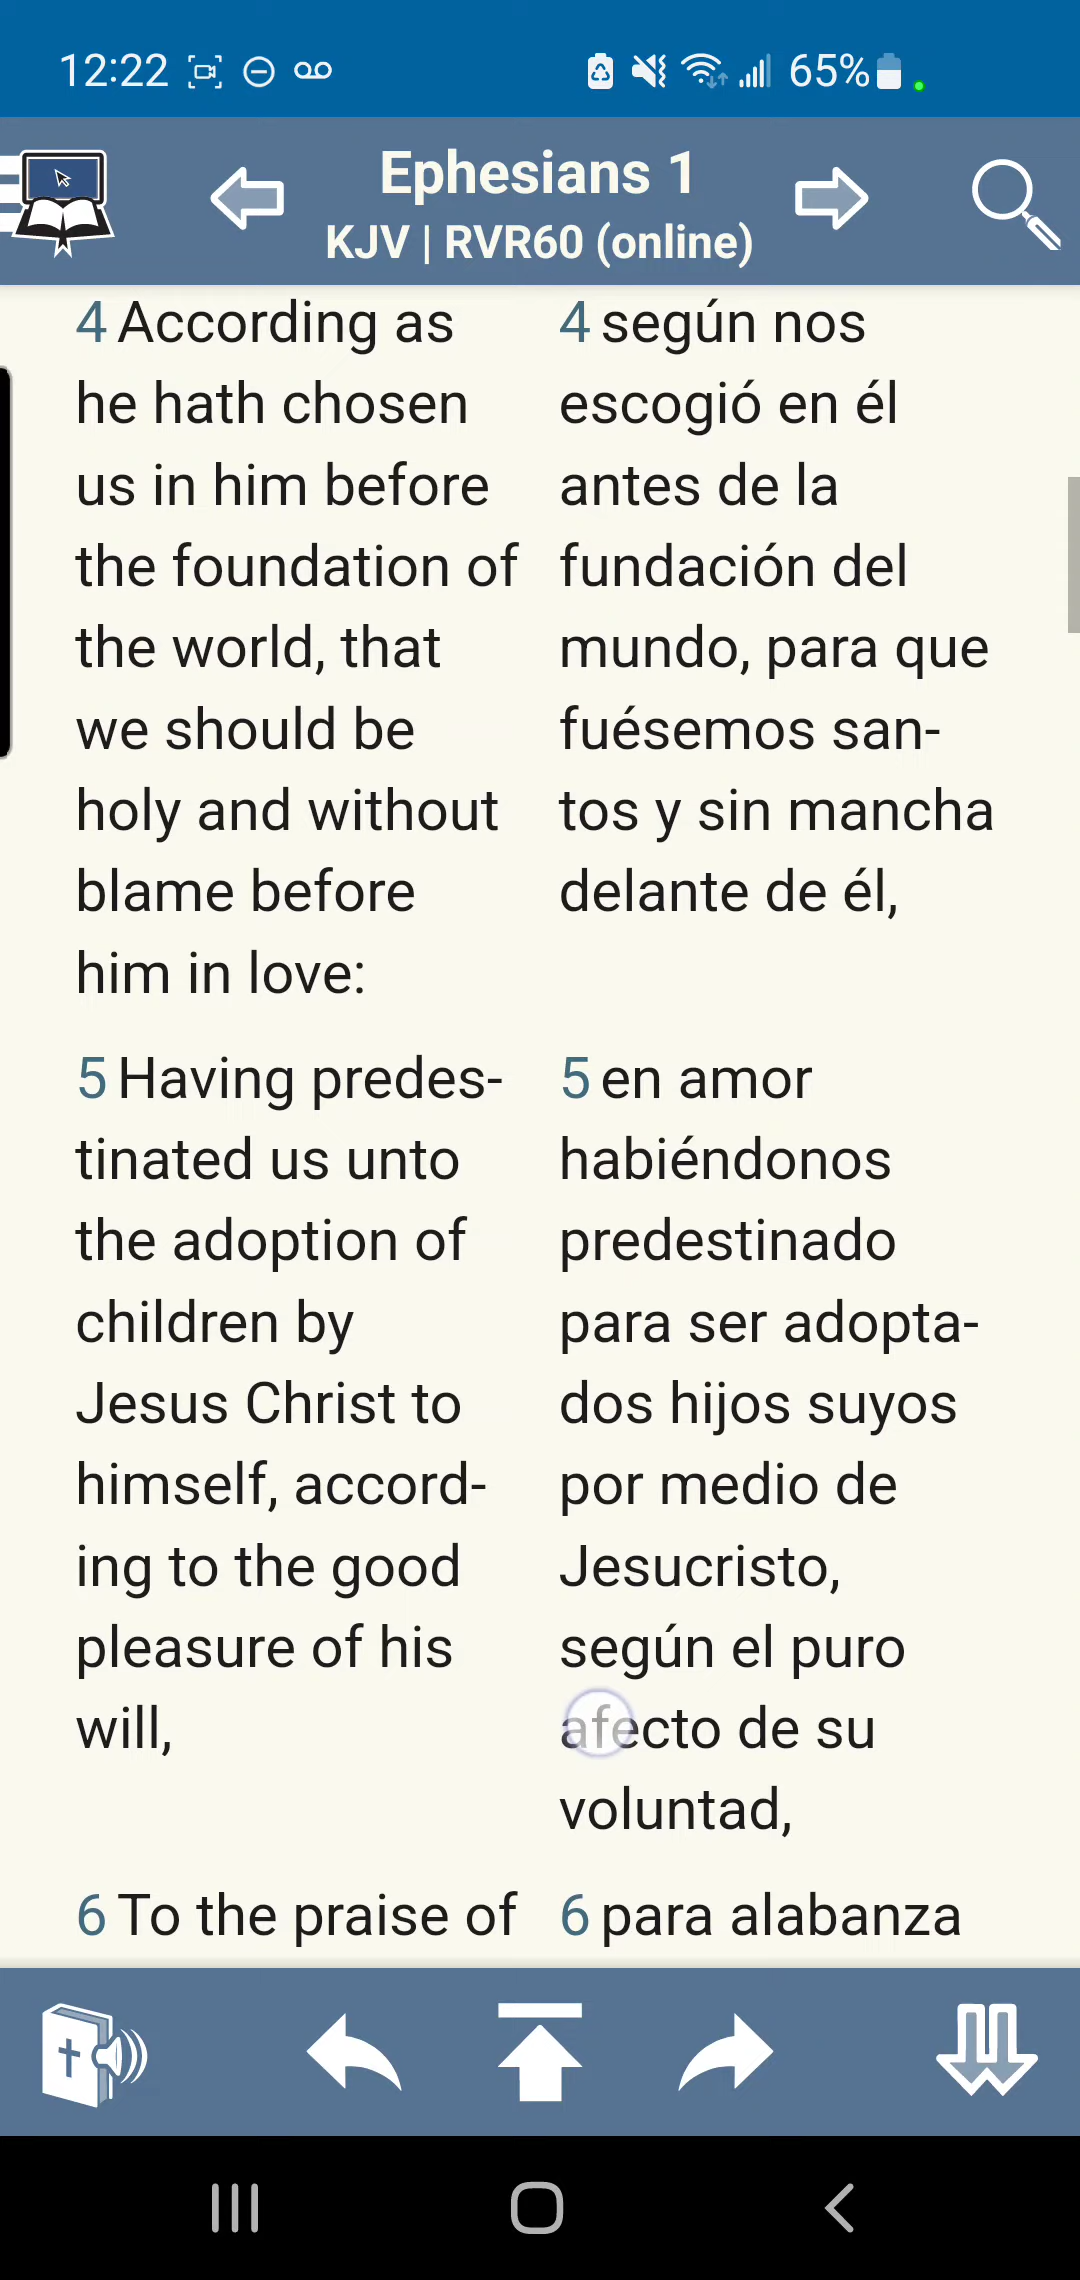 12:22
65%
Ephesians 1
KJV | RVR60 (online)
4 According as
he hath chosen
us in him before
the foundation of
the world, that
we should be
holy and without
blame before
him in love:
4 según nos
escogió en él
antes de la
fundación del
mundo, para que
fuésemos san-
tos y sin mancha
delante de él,
5 Having predes-
tinated us unto
the adoption of
children by
Jesus Christ to
himself, accord-
ing to the good
pleasure of his
will,
5 en amor
habiéndonos
predestinado
para ser adopta-
dos hijos suyos
por medio de
Jesucristo,
según el puro
afecto de su
voluntad,
6 To the praise of
6 para alabanza